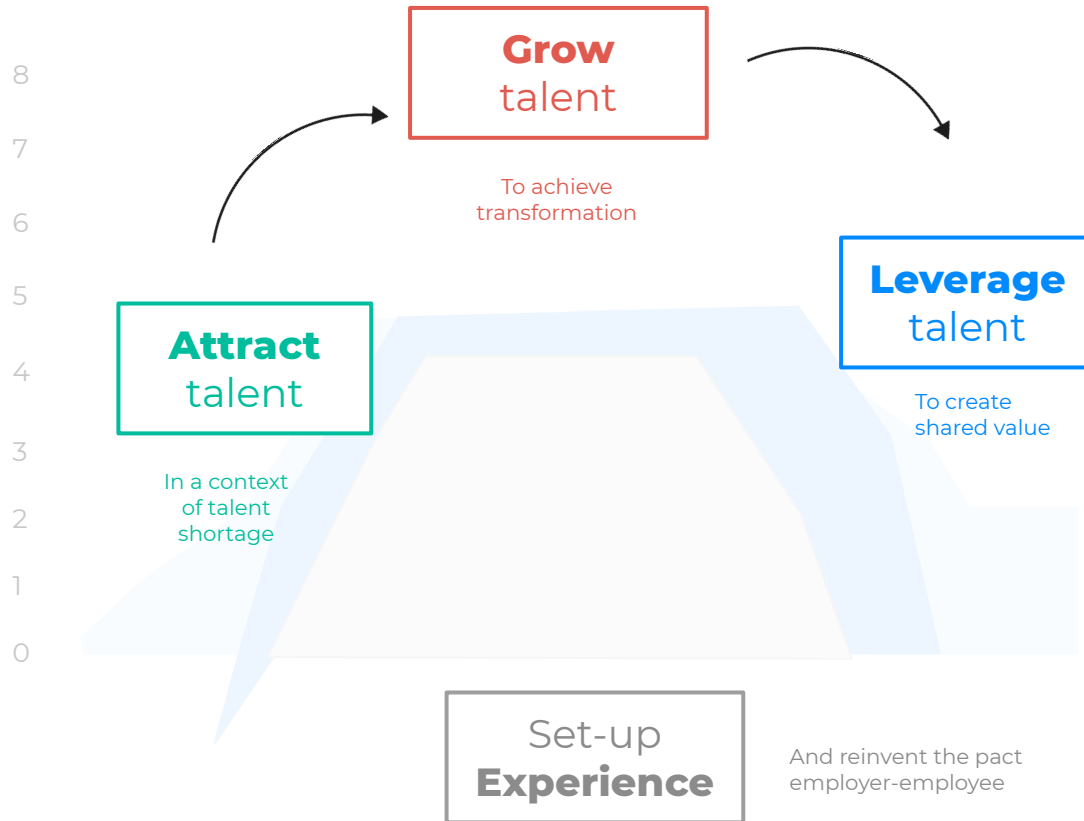 8
7
6
5
4
3
2
1
0
Grow
talent
To achieve
transformation
Attract
talent
In a context
of talent
shortage
Leverage
talent
To create
shared value
Set-up
Experience
And reinvent the pact
employer-employee